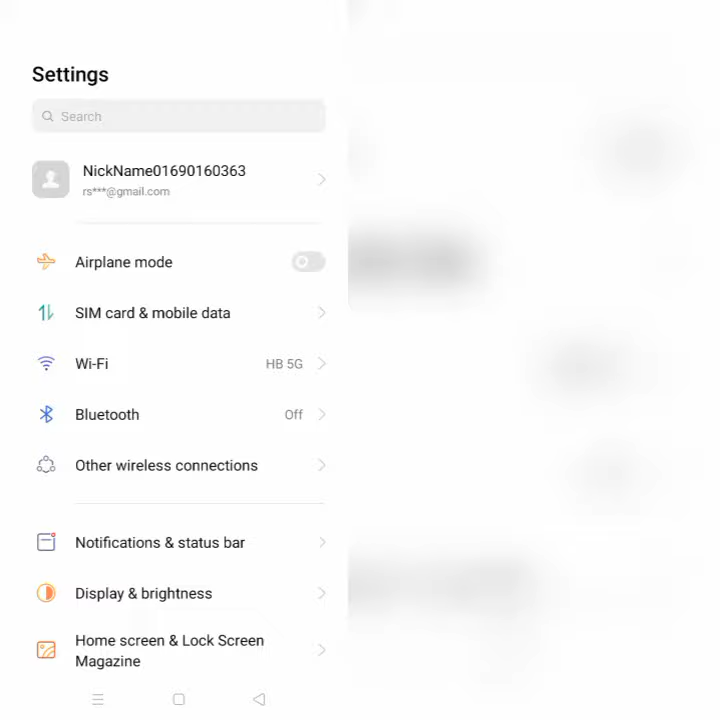 Settings
Search
NickName01690160363
rs***@gmail.com
Airplane mode
SIM card & mobile data
Wi-Fi HB 5G
Bluetooth Off
Other wireless connections
Notifications & status bar
Display & brightness
Home screen & Lock Screen
Magazine